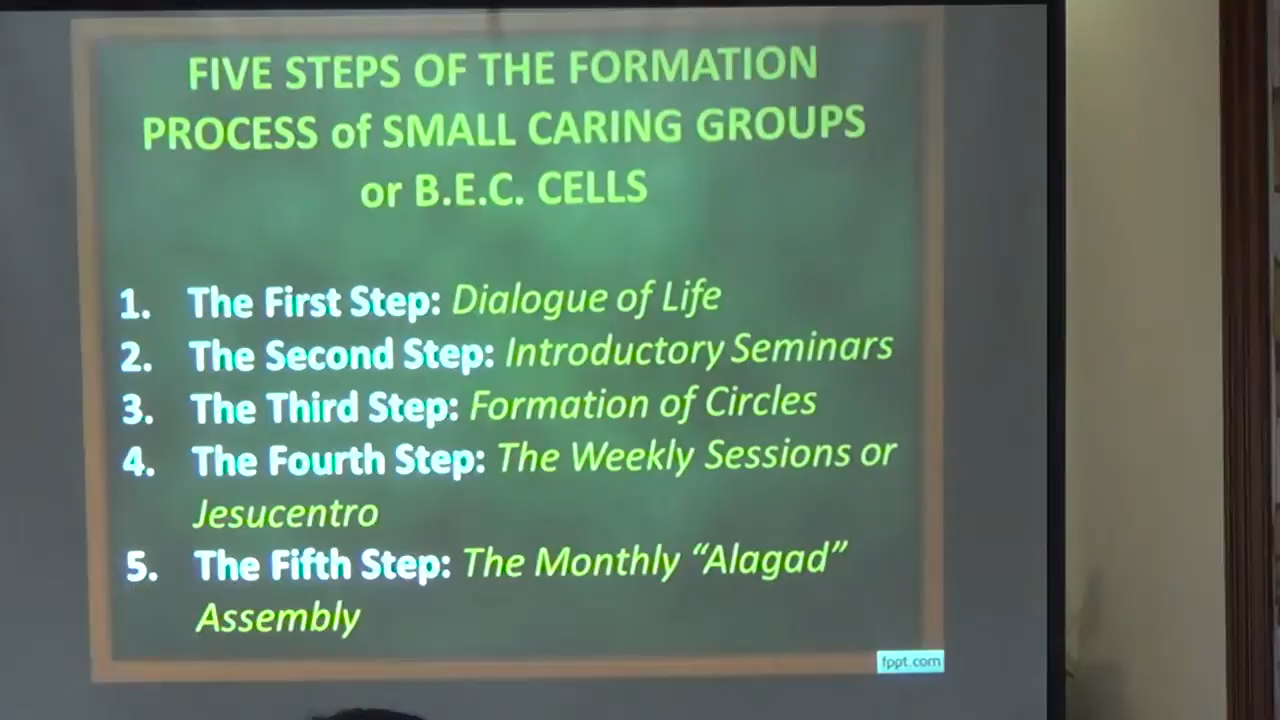 FIVE STEPS OF THE FORMATION
PROCESS of SMALL CARING GROUPS
or B.E.C. CELLS
1. The First Step: Dialogue of Life
2. The Second Step: Introductory Seminars
3. The Third Step: Formation of Circles
4. The Fourth Step: The Weekly Sessions or
Jesucentro
5. The Fifth Step: The Monthly “Alagad”
Assembly
fppt.com